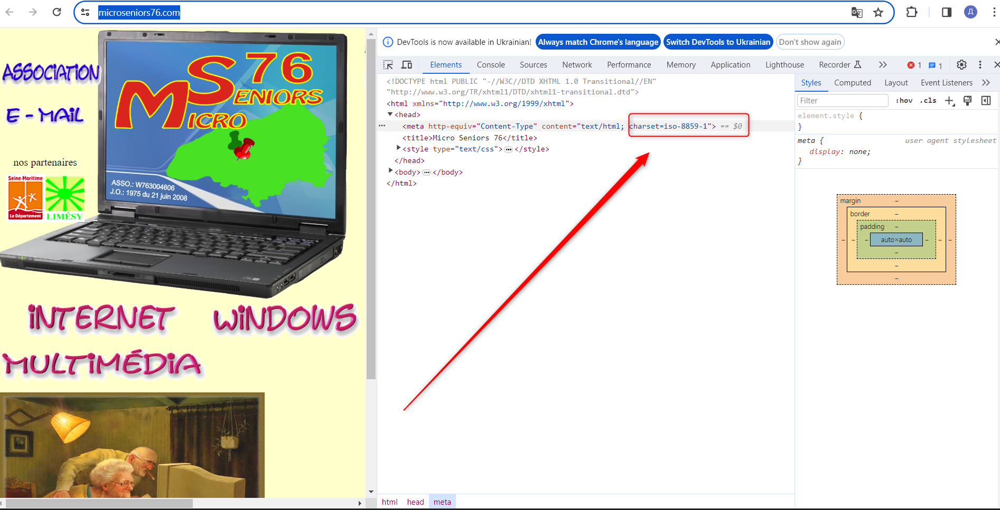 microseniors76.com
Д
ASSOCIATION
E - MAIL
nos partenaires
Seine-Maritime
Le Département
LIMÉSY
MICRO SENIORS 76
ASSO.: W763004606
J.O.: 1975 du 21 juin 2008
INTERNET WINDOWS
MULTIMÉDIA
DevTools is now available in Ukrainian! Always match Chrome's language Switch DevTools to Ukrainian Don't show again
Elements Console Sources Network Performance Memory Application Lighthouse Recorder 1 1
<!DOCTYPE html PUBLIC "-//W3C//DTD XHTML 1.0 Transitional//EN"
"http://www.w3.org/TR/xhtml1/DTD/xhtml1-transitional.dtd">
<html xmlns="http://www.w3.org/1999/xhtml">
<head>
<meta http-equiv="Content-Type" content="text/html; charset=iso-8859-1"> == $0
<title>Micro Seniors 76</title>
<style type="text/css">…</style>
</head>
<body>…</body>
</html>
html head meta
Styles Computed Layout Event Listeners
Filter :hov .cls
element.style {
}
meta { user agent stylesheet
display: none;
}
margin –
border –
padding –
– – – auto×auto – – –
–
–
–